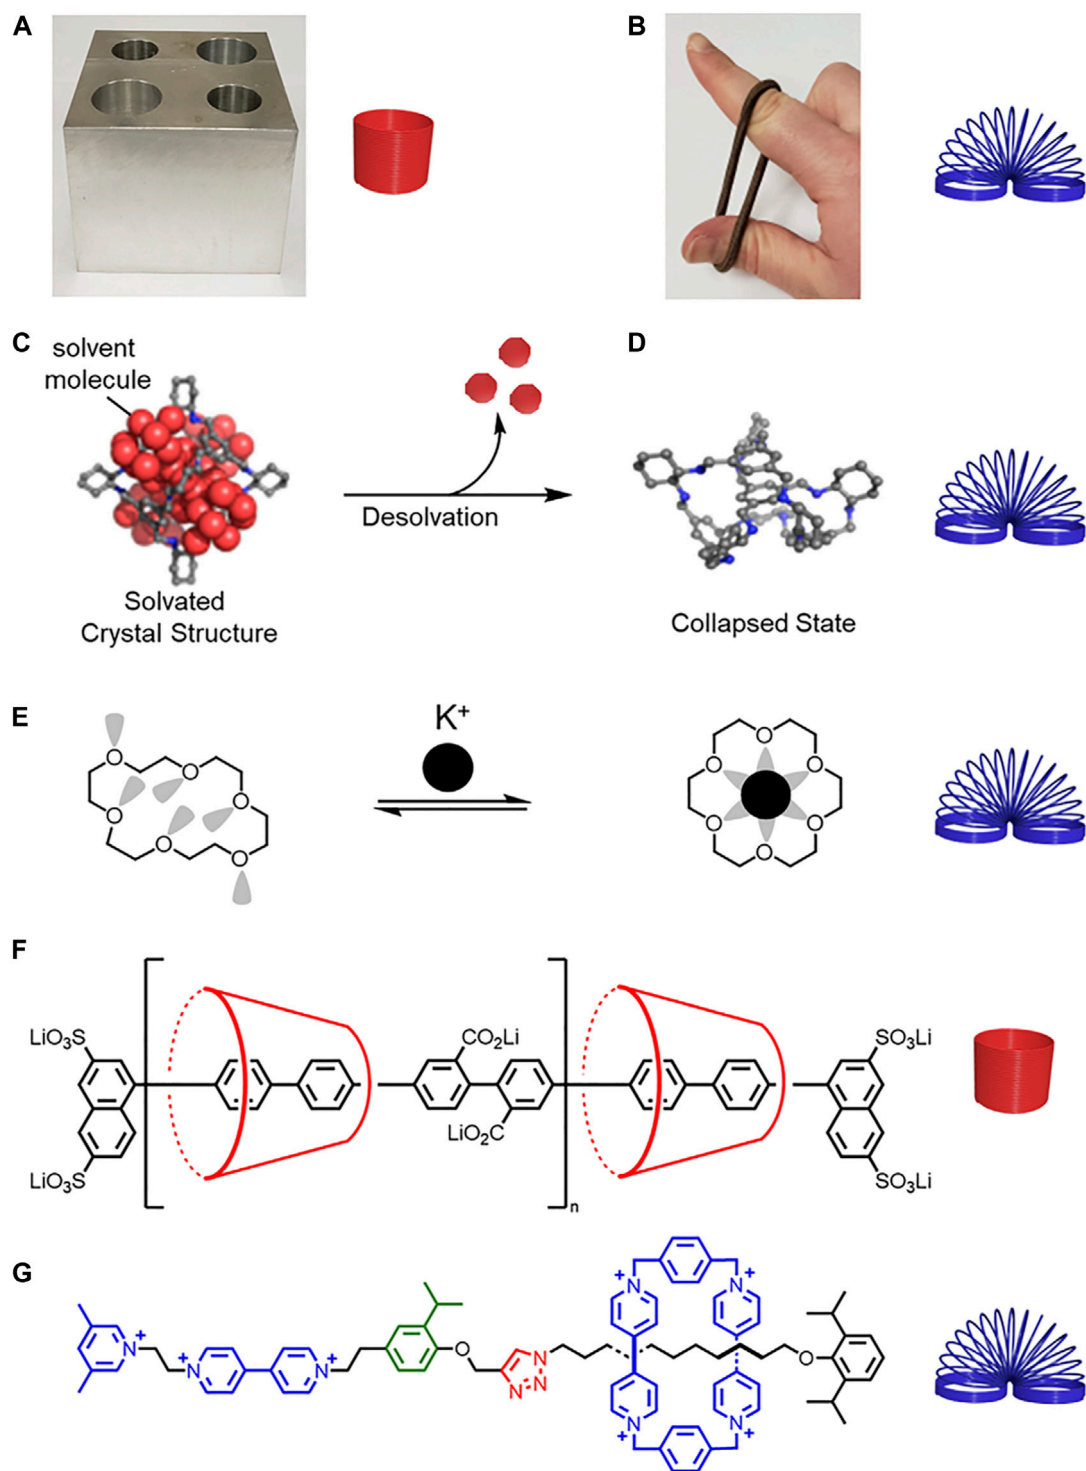 A
B
C
solvent
molecule
Desolvation
Solvated
Crystal Structure
D
Collapsed State
E
O
O
O
O
O
O
K+
O
O
O
O
O
O
F
LiO₃S
LiO₃S
CO₂Li
LiO₂C
n
SO₃Li
SO₃Li
G
N+
N+
N+
O
N
N
N
N+
N+
N+
N+
O